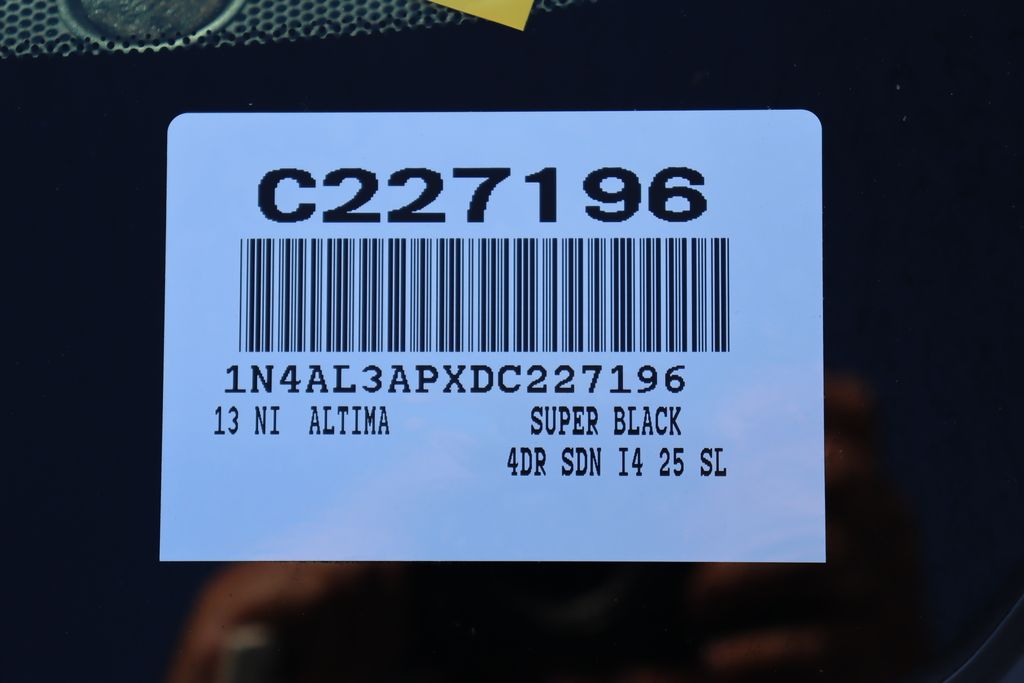 C227196
1N4AL3APXDC227196
13 NI ALTIMA SUPER BLACK
4DR SDN I4 25 SL